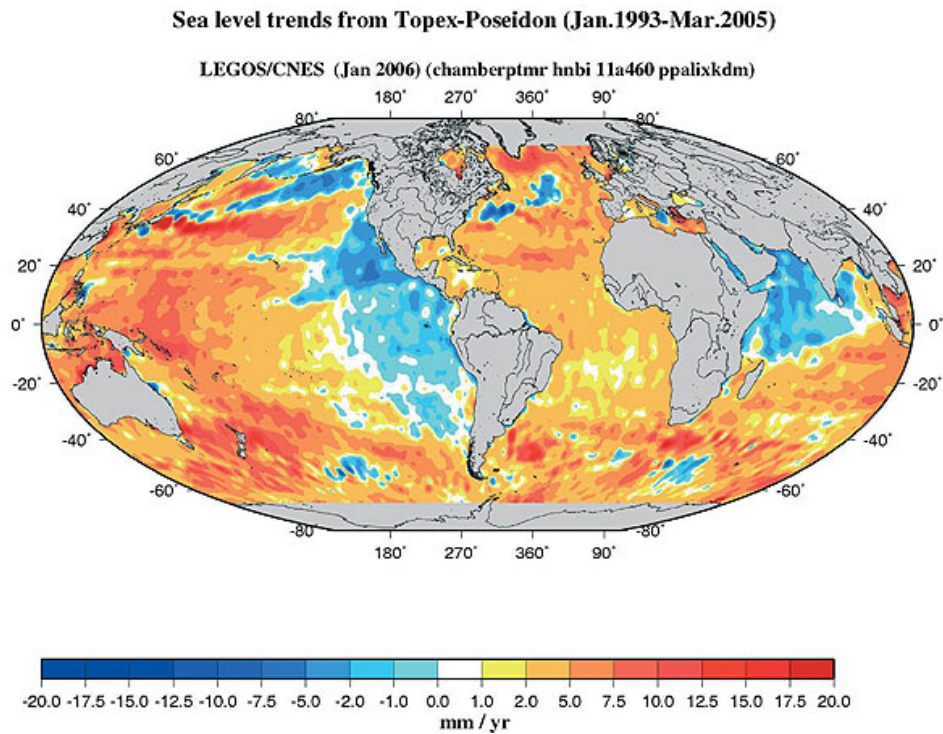 Sea level trends from Topex-Poseidon (Jan.1993-Mar.2005)
LEGOS/CNES (Jan 2006) (chamberptmr hnbi 11a460 ppalixkdm)
180° 270° 360° 90°
80° 80°
60° 60°
40° 40°
20° 20°
0° 0°
-20° -20°
-40° -40°
-60° -60°
-80° -80°
180° 270° 360° 90°
-20.0 -17.5 -15.0 -12.5 -10.0 -7.5 -5.0 -2.0 -1.0 0.0 1.0 2.0 5.0 7.5 10.0 12.5 15.0 17.5 20.0
mm / yr